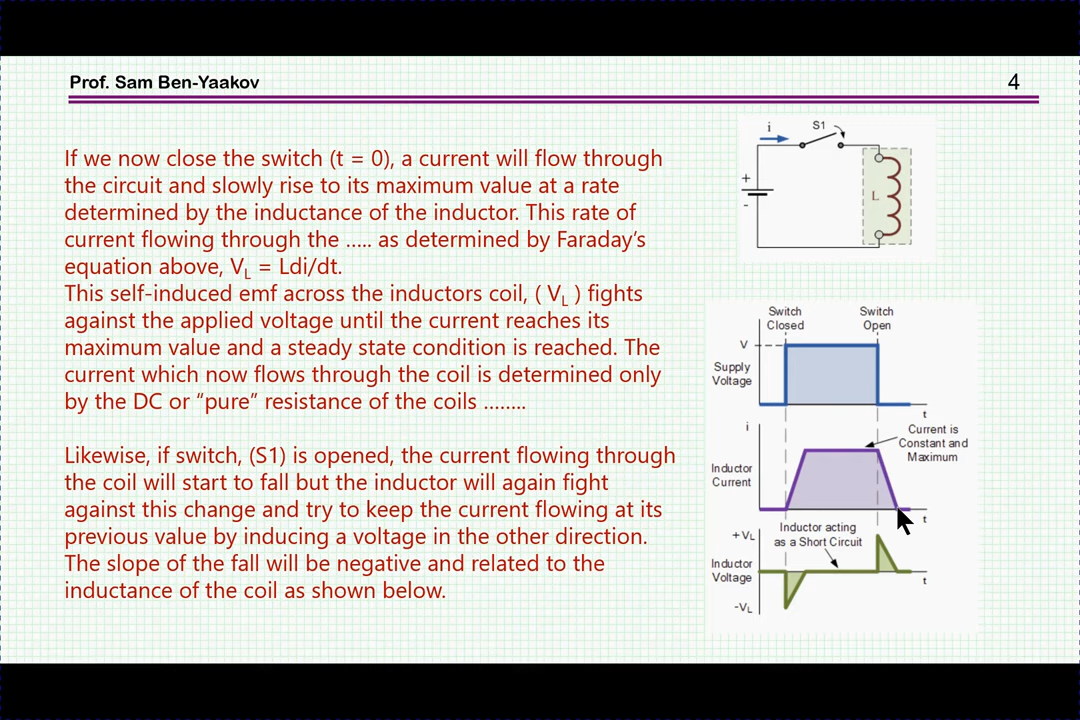 Prof. Sam Ben-Yaakov
4
If we now close the switch (t = 0), a current will flow through
the circuit and slowly rise to its maximum value at a rate
determined by the inductance of the inductor. This rate of
current flowing through the ..... as determined by Faraday's
equation above, VL = Ldi/dt.
This self-induced emf across the inductors coil, ( VL ) fights
against the applied voltage until the current reaches its
maximum value and a steady state condition is reached. The
current which now flows through the coil is determined only
by the DC or “pure” resistance of the coils ........
Likewise, if switch, (S1) is opened, the current flowing through
the coil will start to fall but the inductor will again fight
against this change and try to keep the current flowing at its
previous value by inducing a voltage in the other direction.
The slope of the fall will be negative and related to the
inductance of the coil as shown below.
i
S1
+
-
L
Switch
Closed
Switch
Open
V
Supply
Voltage
t
i
Current is
Constant and
Maximum
Inductor
Current
t
Inductor acting
as a Short Circuit
+VL
Inductor
Voltage
t
-VL